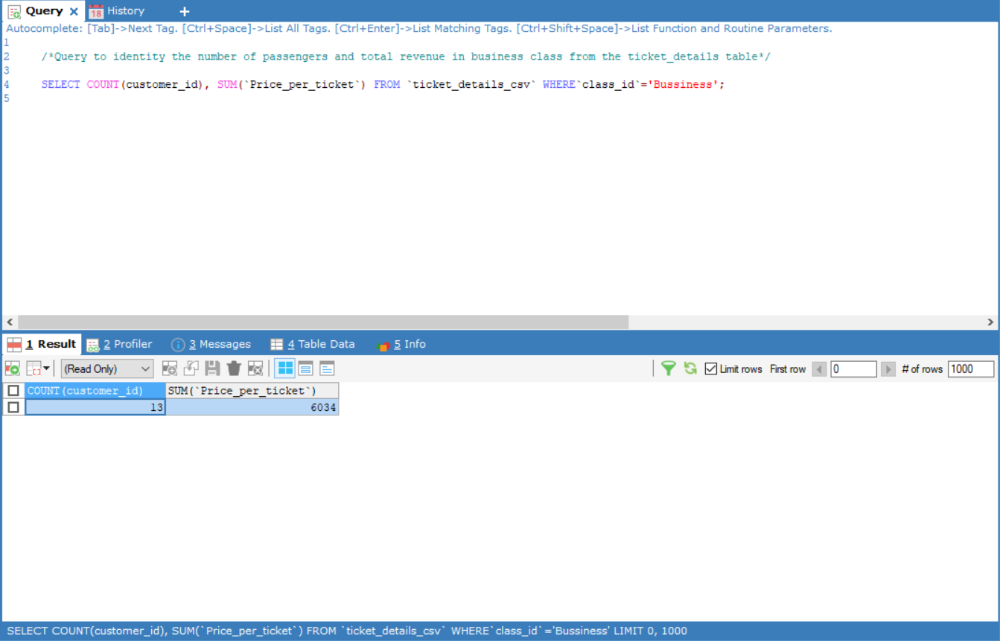 Query x 18 History +
Autocomplete: [Tab]->Next Tag. [Ctrl+Space]->List All Tags. [Ctrl+Enter]->List Matching Tags. [Ctrl+Shift+Space]->List Function and Routine Parameters.
1
2 /*Query to identity the number of passengers and total revenue in business class from the ticket_details table*/
3
4 SELECT COUNT(customer_id), SUM(`Price_per_ticket`) FROM `ticket_details_csv` WHERE`class_id`='Bussiness';
5
1 Result 2 Profiler 3 Messages 4 Table Data 5 Info
(Read Only) Limit rows First row 0 # of rows 1000
COUNT(customer_id) SUM(`Price_per_ticket`)
13 6034
SELECT COUNT(customer_id), SUM(`Price_per_ticket`) FROM `ticket_details_csv` WHERE`class_id`='Bussiness' LIMIT 0, 1000